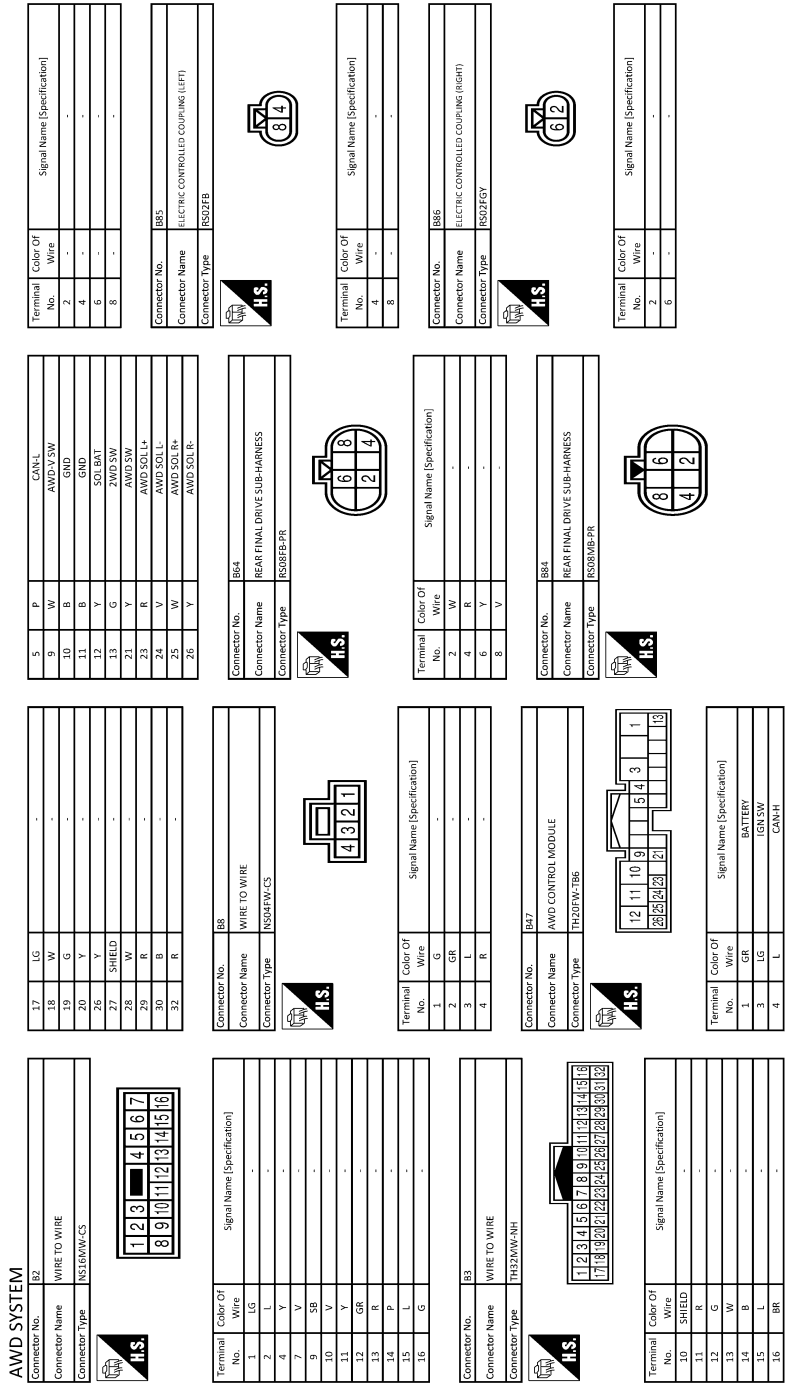 AWD SYSTEM
Connector No. B2
Connector Name WIRE TO WIRE
Connector Type NS16MW-CS
H.S.
1 2 3 4 5 6 7
8 9 10 11 12 13 14 15 16
Terminal No. Color Of Wire Signal Name [Specification]
1 LG -
2 L -
4 Y -
7 V -
9 SB -
10 V -
11 Y -
12 GR -
13 R -
14 P -
15 L -
16 G -
Connector No. B3
Connector Name WIRE TO WIRE
Connector Type TH32MW-NH
H.S.
1 2 3 4 5 6 7 8 9 10 11 12 13 14 15 16
17 18 19 20 21 22 23 24 25 26 27 28 29 30 31 32
Terminal No. Color Of Wire Signal Name [Specification]
10 SHIELD -
11 R -
12 G -
13 W -
14 B -
15 L -
16 BR -
17 LG -
18 W -
19 G -
20 Y -
26 Y -
27 SHIELD -
28 W -
29 R -
30 B -
32 R -
Connector No. B8
Connector Name WIRE TO WIRE
Connector Type NS04FW-CS
H.S.
4 3 2 1
Terminal No. Color Of Wire Signal Name [Specification]
1 G -
2 GR -
3 L -
4 R -
Connector No. B47
Connector Name AWD CONTROL MODULE
Connector Type TH20FW-TB6
H.S.
12 11 10 9 5 4 3 1
26 25 24 23 21 13
Terminal No. Color Of Wire Signal Name [Specification]
1 GR BATTERY
3 LG IGN SW
4 L CAN-H
5 P CAN-L
9 W AWD-V SW
10 B GND
11 B GND
12 Y SOL BAT
13 G 2WD SW
21 Y AWD SW
23 R AWD SOL L+
24 V AWD SOL L-
25 W AWD SOL R+
26 Y AWD SOL R-
Connector No. B64
Connector Name REAR FINAL DRIVE SUB-HARNESS
Connector Type RS08FB-PR
H.S.
6 8
2 4
Terminal No. Color Of Wire Signal Name [Specification]
2 W -
4 R -
6 Y -
8 V -
Connector No. B84
Connector Name REAR FINAL DRIVE SUB-HARNESS
Connector Type RS08MB-PR
H.S.
8 6
4 2
Terminal No. Color Of Wire Signal Name [Specification]
2 - -
4 - -
6 - -
8 - -
Connector No. B85
Connector Name ELECTRIC CONTROLLED COUPLING (LEFT)
Connector Type RS02FB
H.S.
8 4
Terminal No. Color Of Wire Signal Name [Specification]
4 - -
8 - -
Connector No. B86
Connector Name ELECTRIC CONTROLLED COUPLING (RIGHT)
Connector Type RS02FGY
H.S.
6 2
Terminal No. Color Of Wire Signal Name [Specification]
2 - -
6 - -